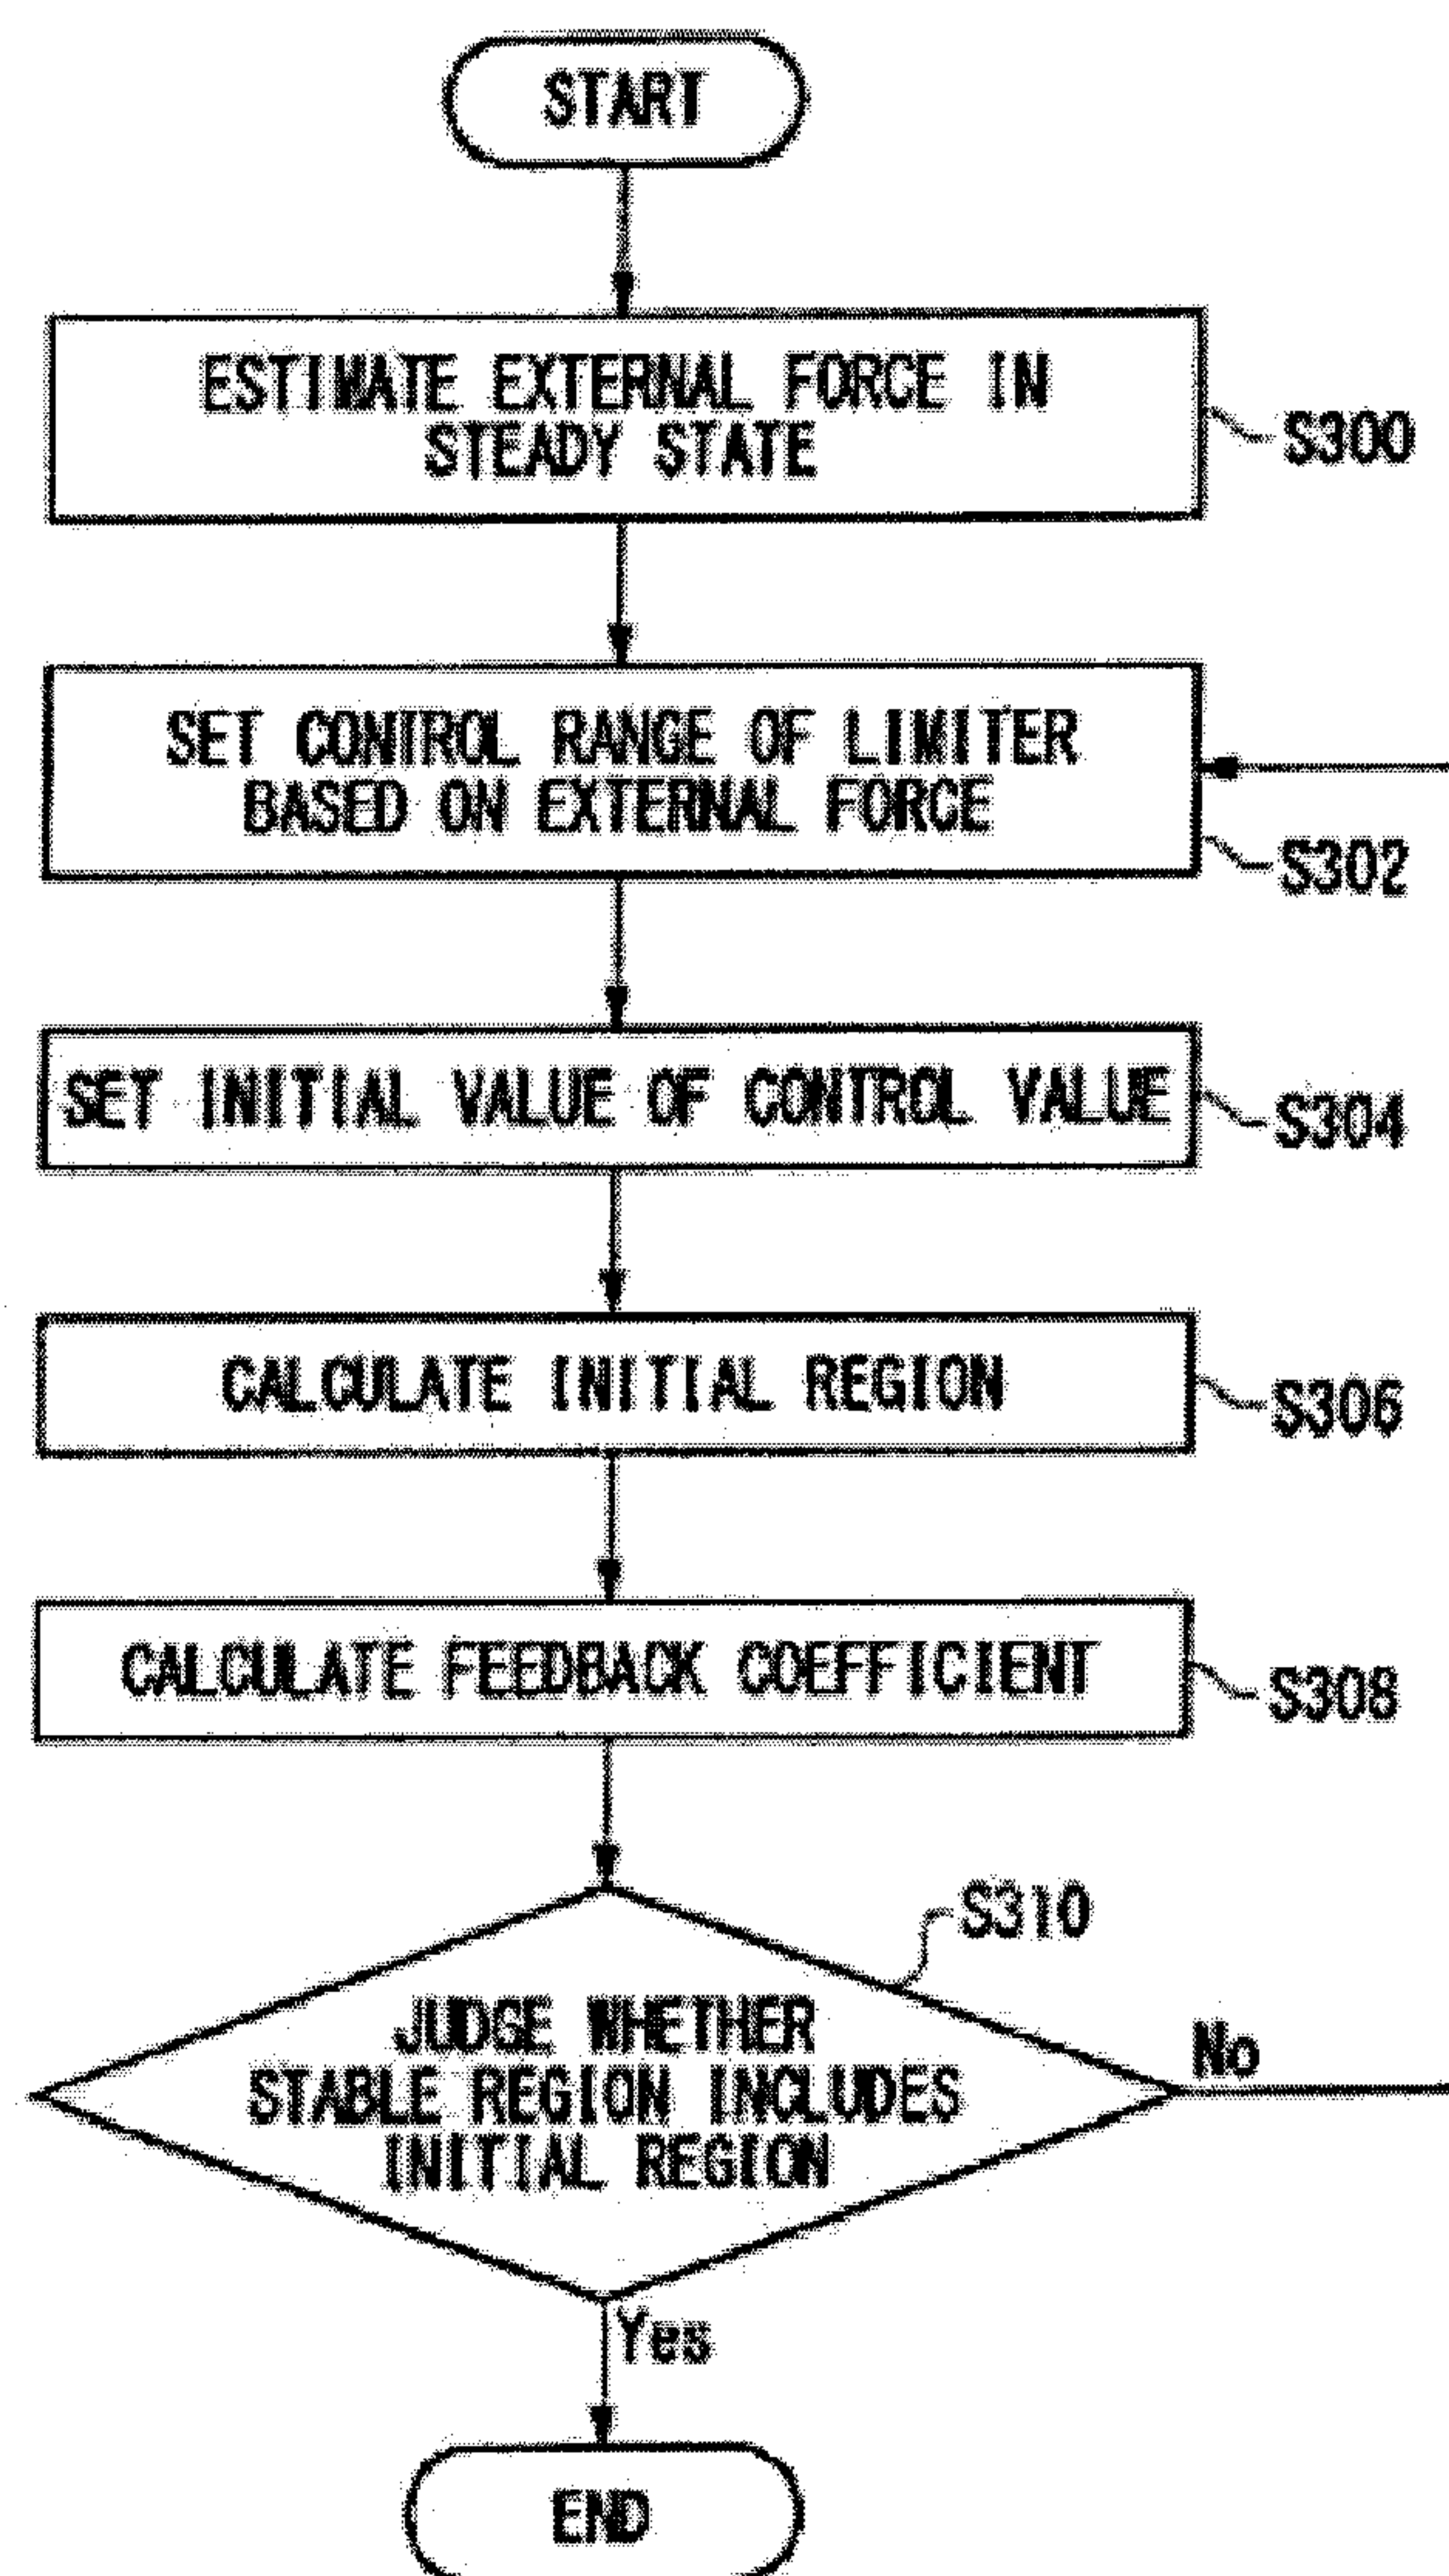 START
ESTIMATE EXTERNAL FORCE IN
STEADY STATE
S300
SET CONTROL RANGE OF LIMITER
BASED ON EXTERNAL FORCE
S302
SET INITIAL VALUE OF CONTROL VALUE
S304
CALCULATE INITIAL REGION
S306
CALCULATE FEEDBACK COEFFICIENT
S308
S310
JUDGE WHETHER
STABLE REGION INCLUDES
INITIAL REGION
No
Yes
END